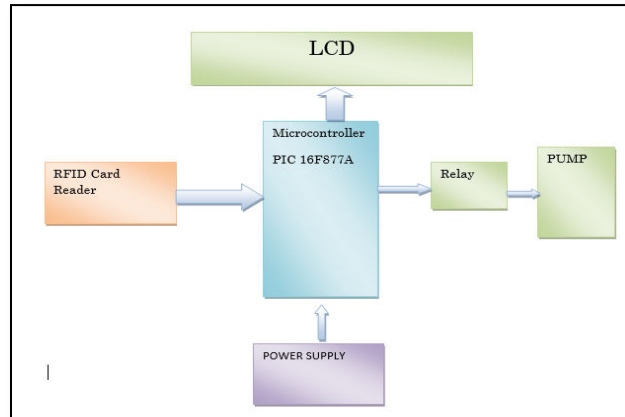 LCD
Microcontroller
PIC 16F877A
RFID Card
Reader
Relay
PUMP
POWER SUPPLY